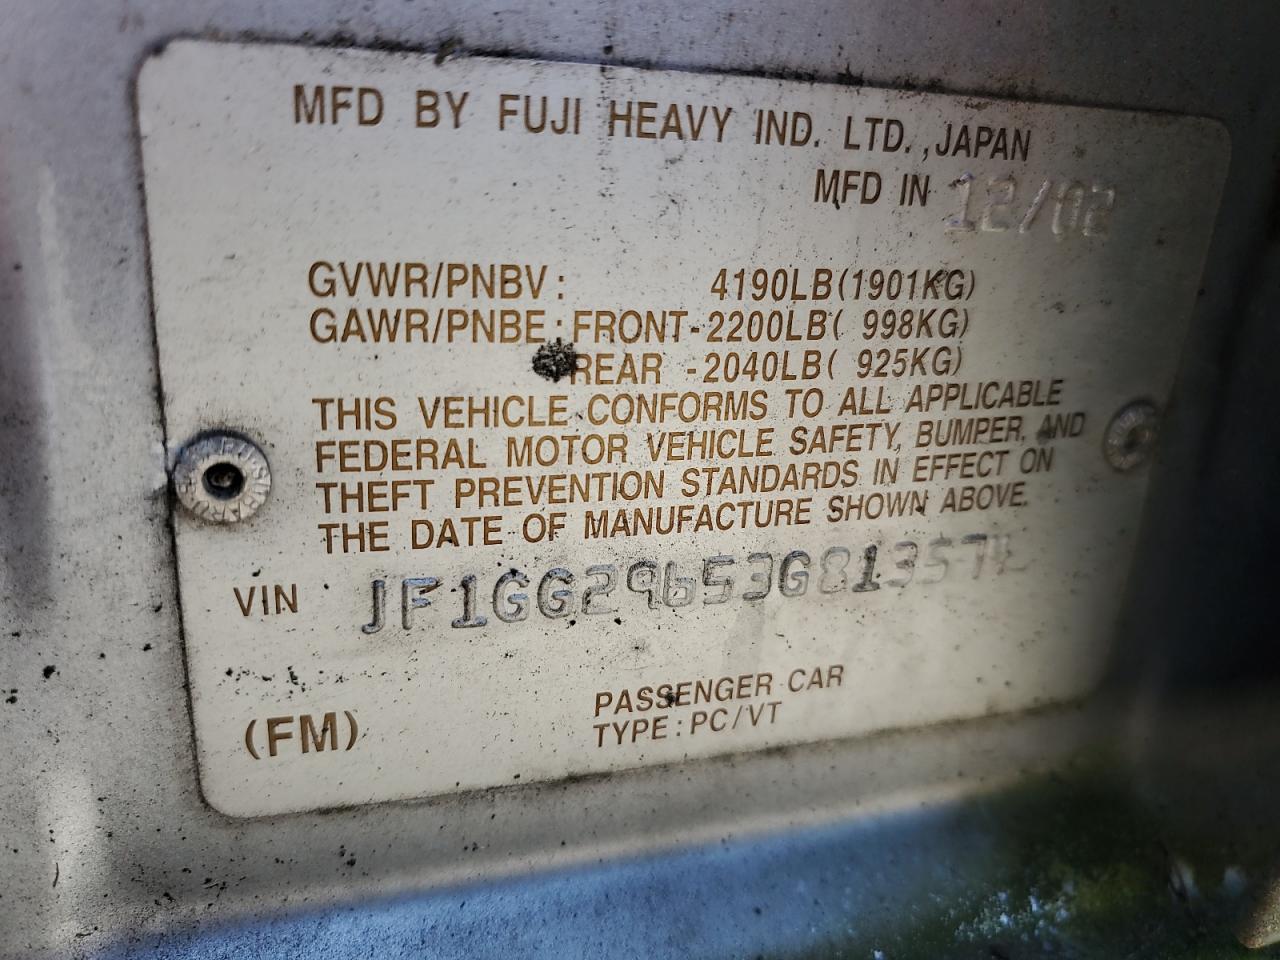 MFD BY FUJI HEAVY IND. LTD., JAPAN
MFD IN 12/02
GVWR/PNBV: 4190LB(1901KG)
GAWR/PNBE: FRONT-2200LB( 998KG)
REAR -2040LB( 925KG)
THIS VEHICLE CONFORMS TO ALL APPLICABLE
FEDERAL MOTOR VEHICLE SAFETY, BUMPER, AND
THEFT PREVENTION STANDARDS IN EFFECT ON
THE DATE OF MANUFACTURE SHOWN ABOVE.
VIN JF1GG29653G813574
PASSENGER CAR
(FM) TYPE: PC/VT